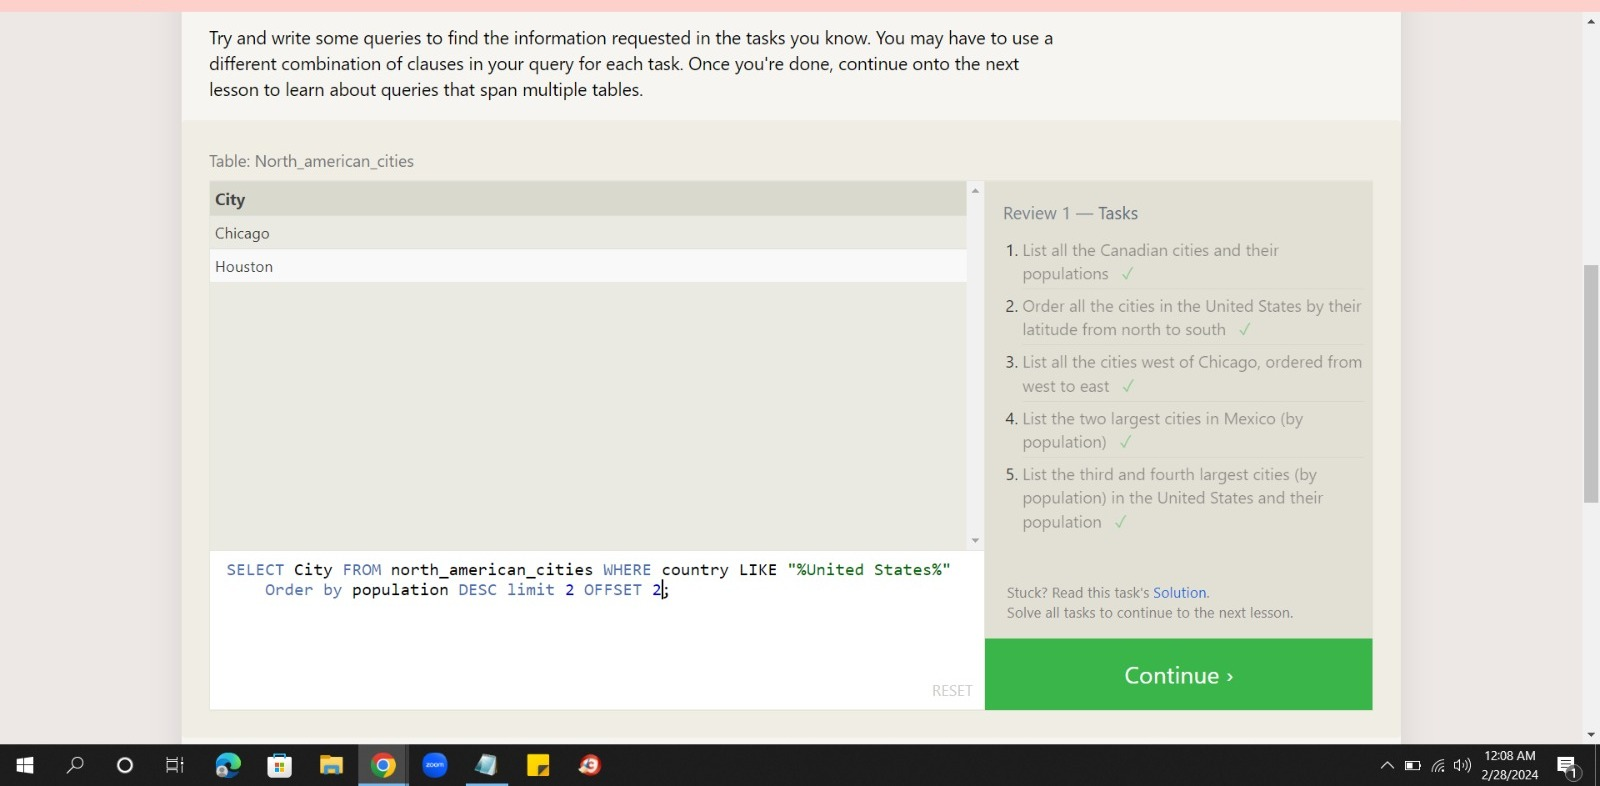 Try and write some queries to find the information requested in the tasks you know. You may have to use a
different combination of clauses in your query for each task. Once you're done, continue onto the next
lesson to learn about queries that span multiple tables.
Table: North_american_cities
City
Chicago
Houston
SELECT City FROM north_american_cities WHERE country LIKE "%United States%"
Order by population DESC limit 2 OFFSET 2;
RESET
Review 1 — Tasks
1. List all the Canadian cities and their
populations ✓
2. Order all the cities in the United States by their
latitude from north to south ✓
3. List all the cities west of Chicago, ordered from
west to east ✓
4. List the two largest cities in Mexico (by
population) ✓
5. List the third and fourth largest cities (by
population) in the United States and their
population ✓
Stuck? Read this task's Solution.
Solve all tasks to continue to the next lesson.
Continue ›
zoom
12:08 AM
2/28/2024
1